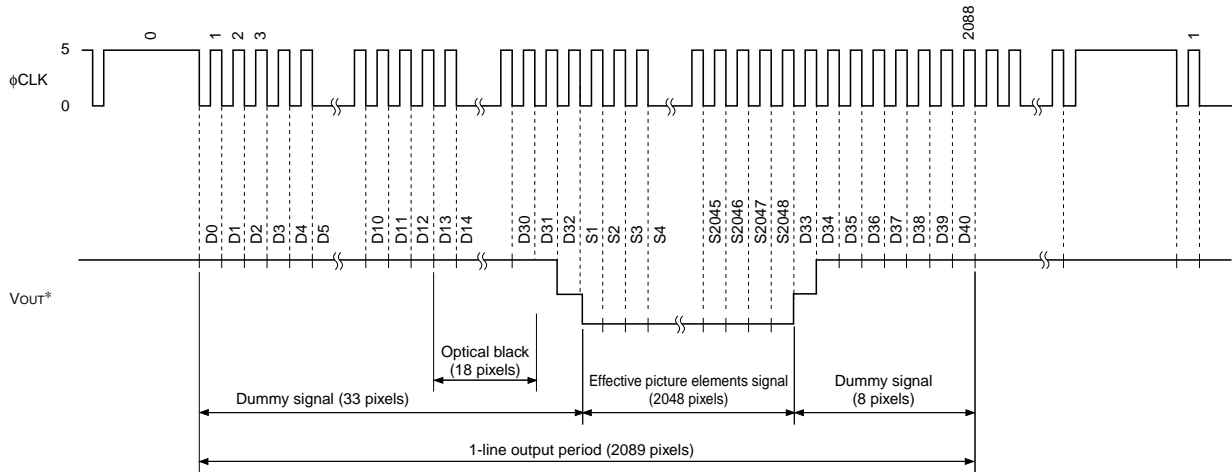 0
1
2
3
2088
1
5
ϕCLK
0
D0
D1
D2
D3
D4
D5
D10
D11
D12
D13
D14
D30
D31
D32
S1
S2
S3
S4
S2045
S2046
S2047
S2048
D33
D34
D35
D36
D37
D38
D39
D40
VOUT*
Optical black
(18 pixels)
Dummy signal (33 pixels)
Effective picture elements signal
(2048 pixels)
Dummy signal
(8 pixels)
1-line output period (2089 pixels)